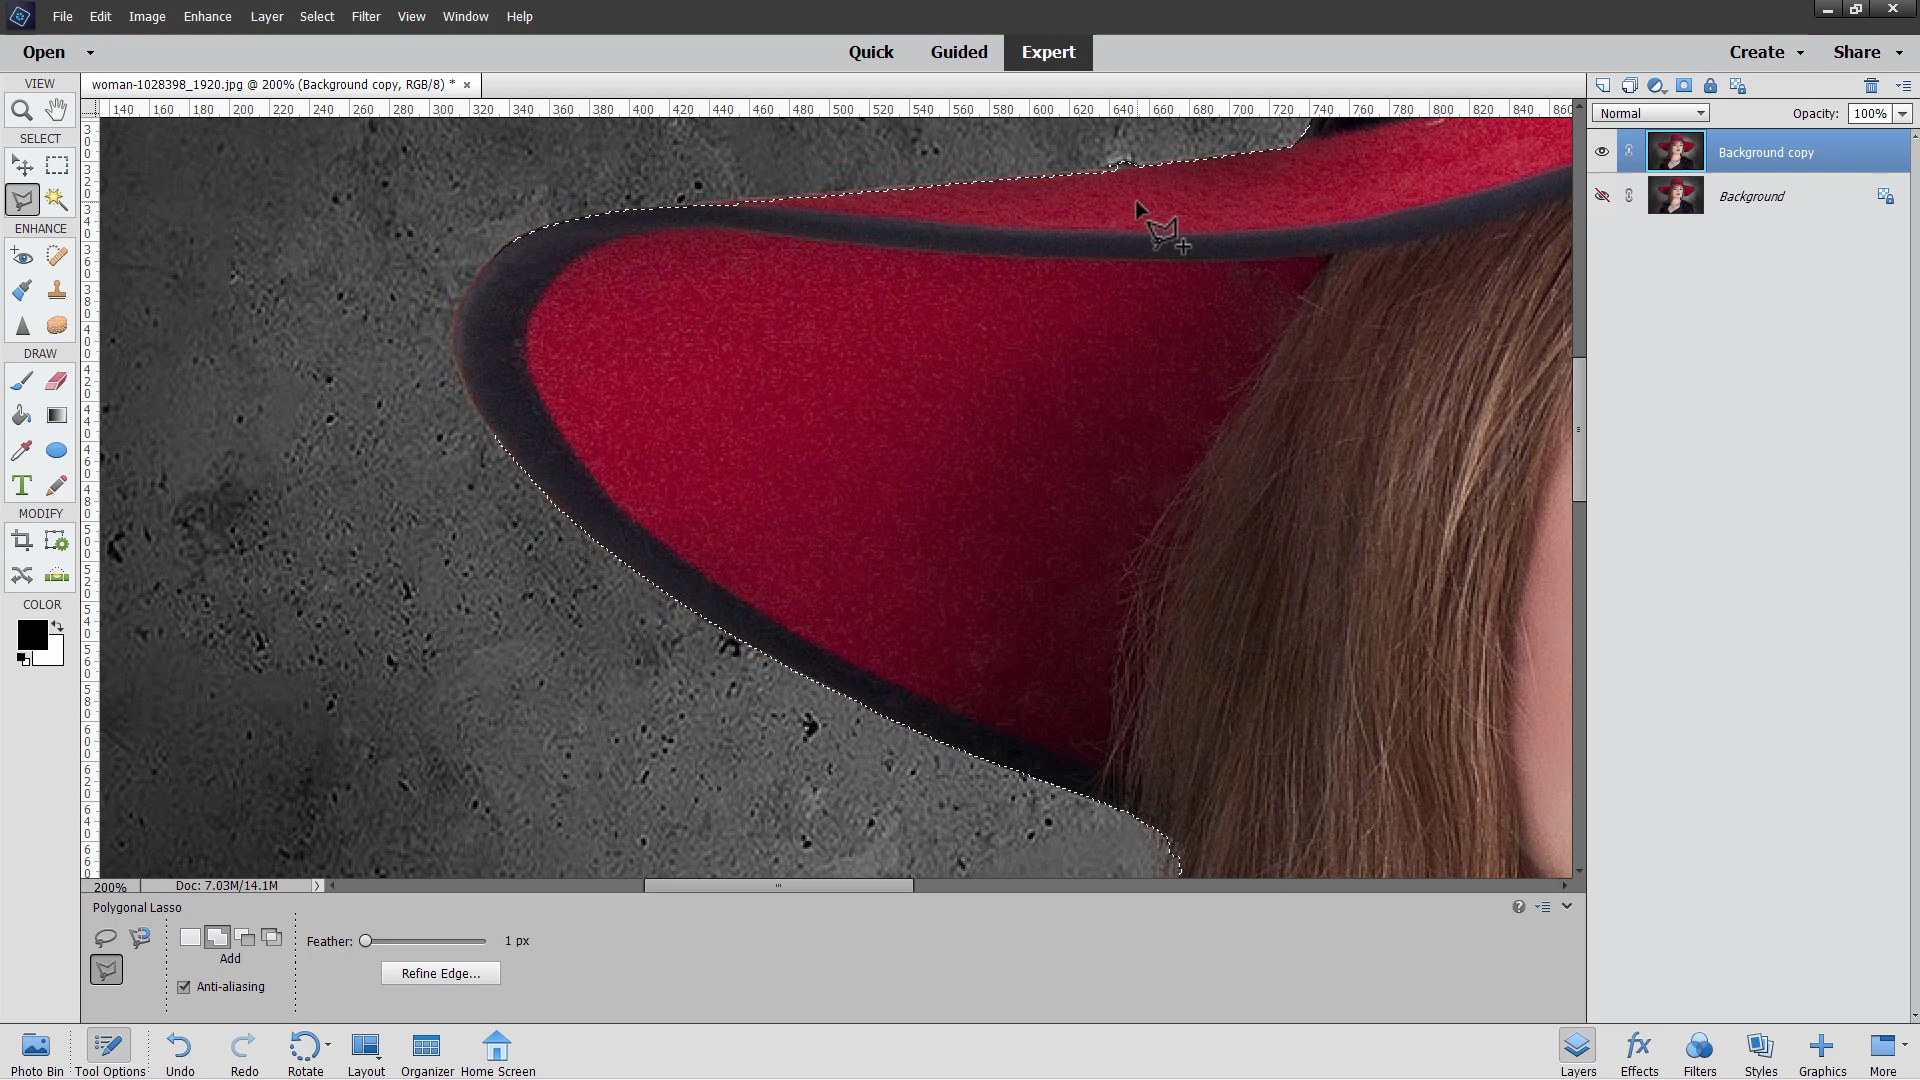 File Edit Image Enhance Layer Select Filter View Window Help
Open Quick Guided Expert Create Share
VIEW woman-1028398_1920.jpg @ 200% (Background copy, RGB/8) * ×
140 160 180 200 220 240 260 280 300 320 340 360 380 400 420 440 460 480 500 520 540 560 580 600 620 640 660 680 700 720 740 760 780 800 820 840 860
Normal Opacity: 100%
SELECT
Background copy
Background
ENHANCE
DRAW
T
MODIFY
COLOR
200% Doc: 7.03M/14.1M
Polygonal Lasso
Feather: 1 px
Add
Refine Edge...
Anti-aliasing
fx
Photo Bin Tool Options Undo Redo Rotate Layout Organizer Home Screen Layers Effects Filters Styles Graphics More